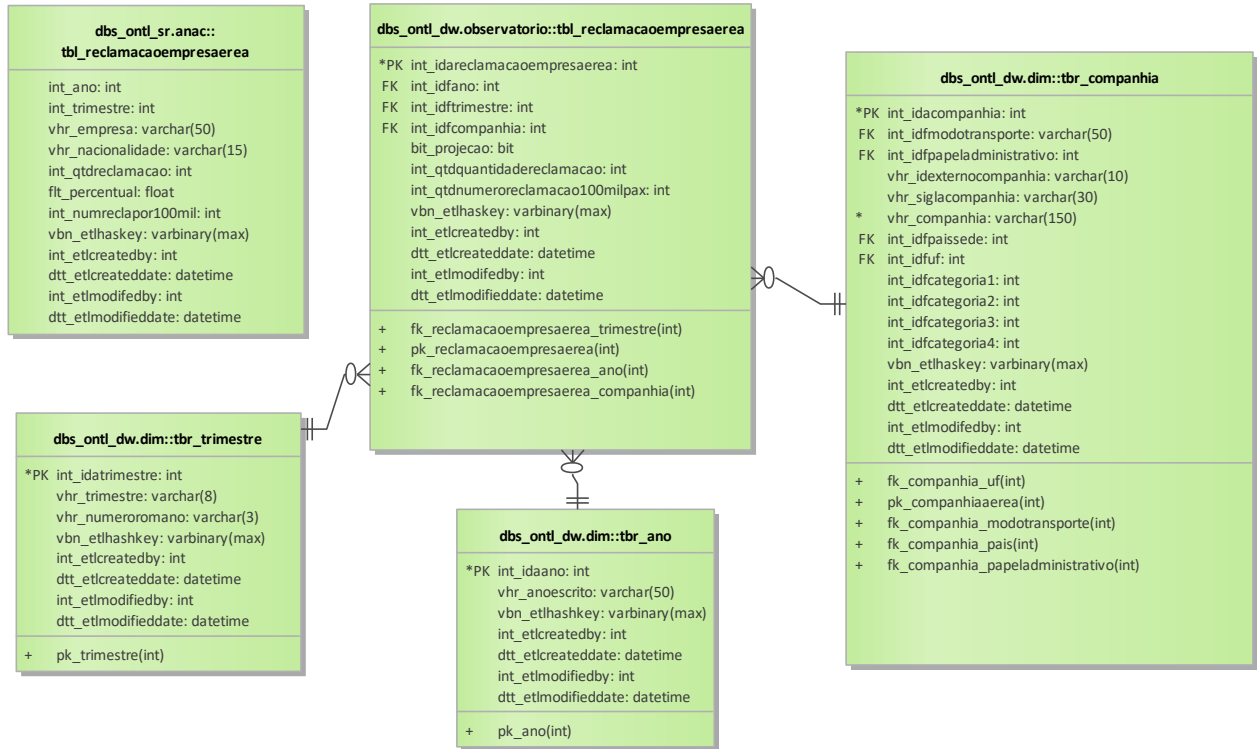 dbs_ontl_sr.anac::
tbl_reclamacaoempresaerea
int_ano: int
int_trimestre: int
vhr_empresa: varchar(50)
vhr_nacionalidade: varchar(15)
int_qtdreclamacao: int
flt_percentual: float
int_numreclapor100mil: int
vbn_etlhaskey: varbinary(max)
int_etlcreatedby: int
dtt_etlcreateddate: datetime
int_etlmodifedby: int
dtt_etlmodifieddate: datetime
dbs_ontl_dw.observatorio::tbl_reclamacaoempresaerea
*PK int_idareclamacaoempresaerea: int
FK int_idfano: int
FK int_idftrimestre: int
FK int_idfcompanhia: int
bit_projecao: bit
int_qtdquantidadereclamacao: int
int_qtdnumeroreclamacao100milpax: int
vbn_etlhaskey: varbinary(max)
int_etlcreatedby: int
dtt_etlcreateddate: datetime
int_etlmodifedby: int
dtt_etlmodifieddate: datetime
+ fk_reclamacaoempresaerea_trimestre(int)
+ pk_reclamacaoempresaerea(int)
+ fk_reclamacaoempresaerea_ano(int)
+ fk_reclamacaoempresaerea_companhia(int)
dbs_ontl_dw.dim::tbr_companhia
*PK int_idacompanhia: int
FK int_idfmodotransporte: varchar(50)
FK int_idfpapeladministrativo: int
vhr_idexternocompanhia: varchar(10)
vhr_siglacompanhia: varchar(30)
* vhr_companhia: varchar(150)
FK int_idfpaissede: int
FK int_idfuf: int
int_idfcategoria1: int
int_idfcategoria2: int
int_idfcategoria3: int
int_idfcategoria4: int
vbn_etlhaskey: varbinary(max)
int_etlcreatedby: int
dtt_etlcreateddate: datetime
int_etlmodifedby: int
dtt_etlmodifieddate: datetime
+ fk_companhia_uf(int)
+ pk_companhiaaerea(int)
+ fk_companhia_modotransporte(int)
+ fk_companhia_pais(int)
+ fk_companhia_papeladministrativo(int)
dbs_ontl_dw.dim::tbr_trimestre
*PK int_idatrimestre: int
vhr_trimestre: varchar(8)
vhr_numeroromano: varchar(3)
vbn_etlhashkey: varbinary(max)
int_etlcreatedby: int
dtt_etlcreateddate: datetime
int_etlmodifiedby: int
dtt_etlmodifieddate: datetime
+ pk_trimestre(int)
dbs_ontl_dw.dim::tbr_ano
*PK int_idaano: int
vhr_anoescrito: varchar(50)
vbn_etlhashkey: varbinary(max)
int_etlcreatedby: int
dtt_etlcreateddate: datetime
int_etlmodifiedby: int
dtt_etlmodifieddate: datetime
+ pk_ano(int)